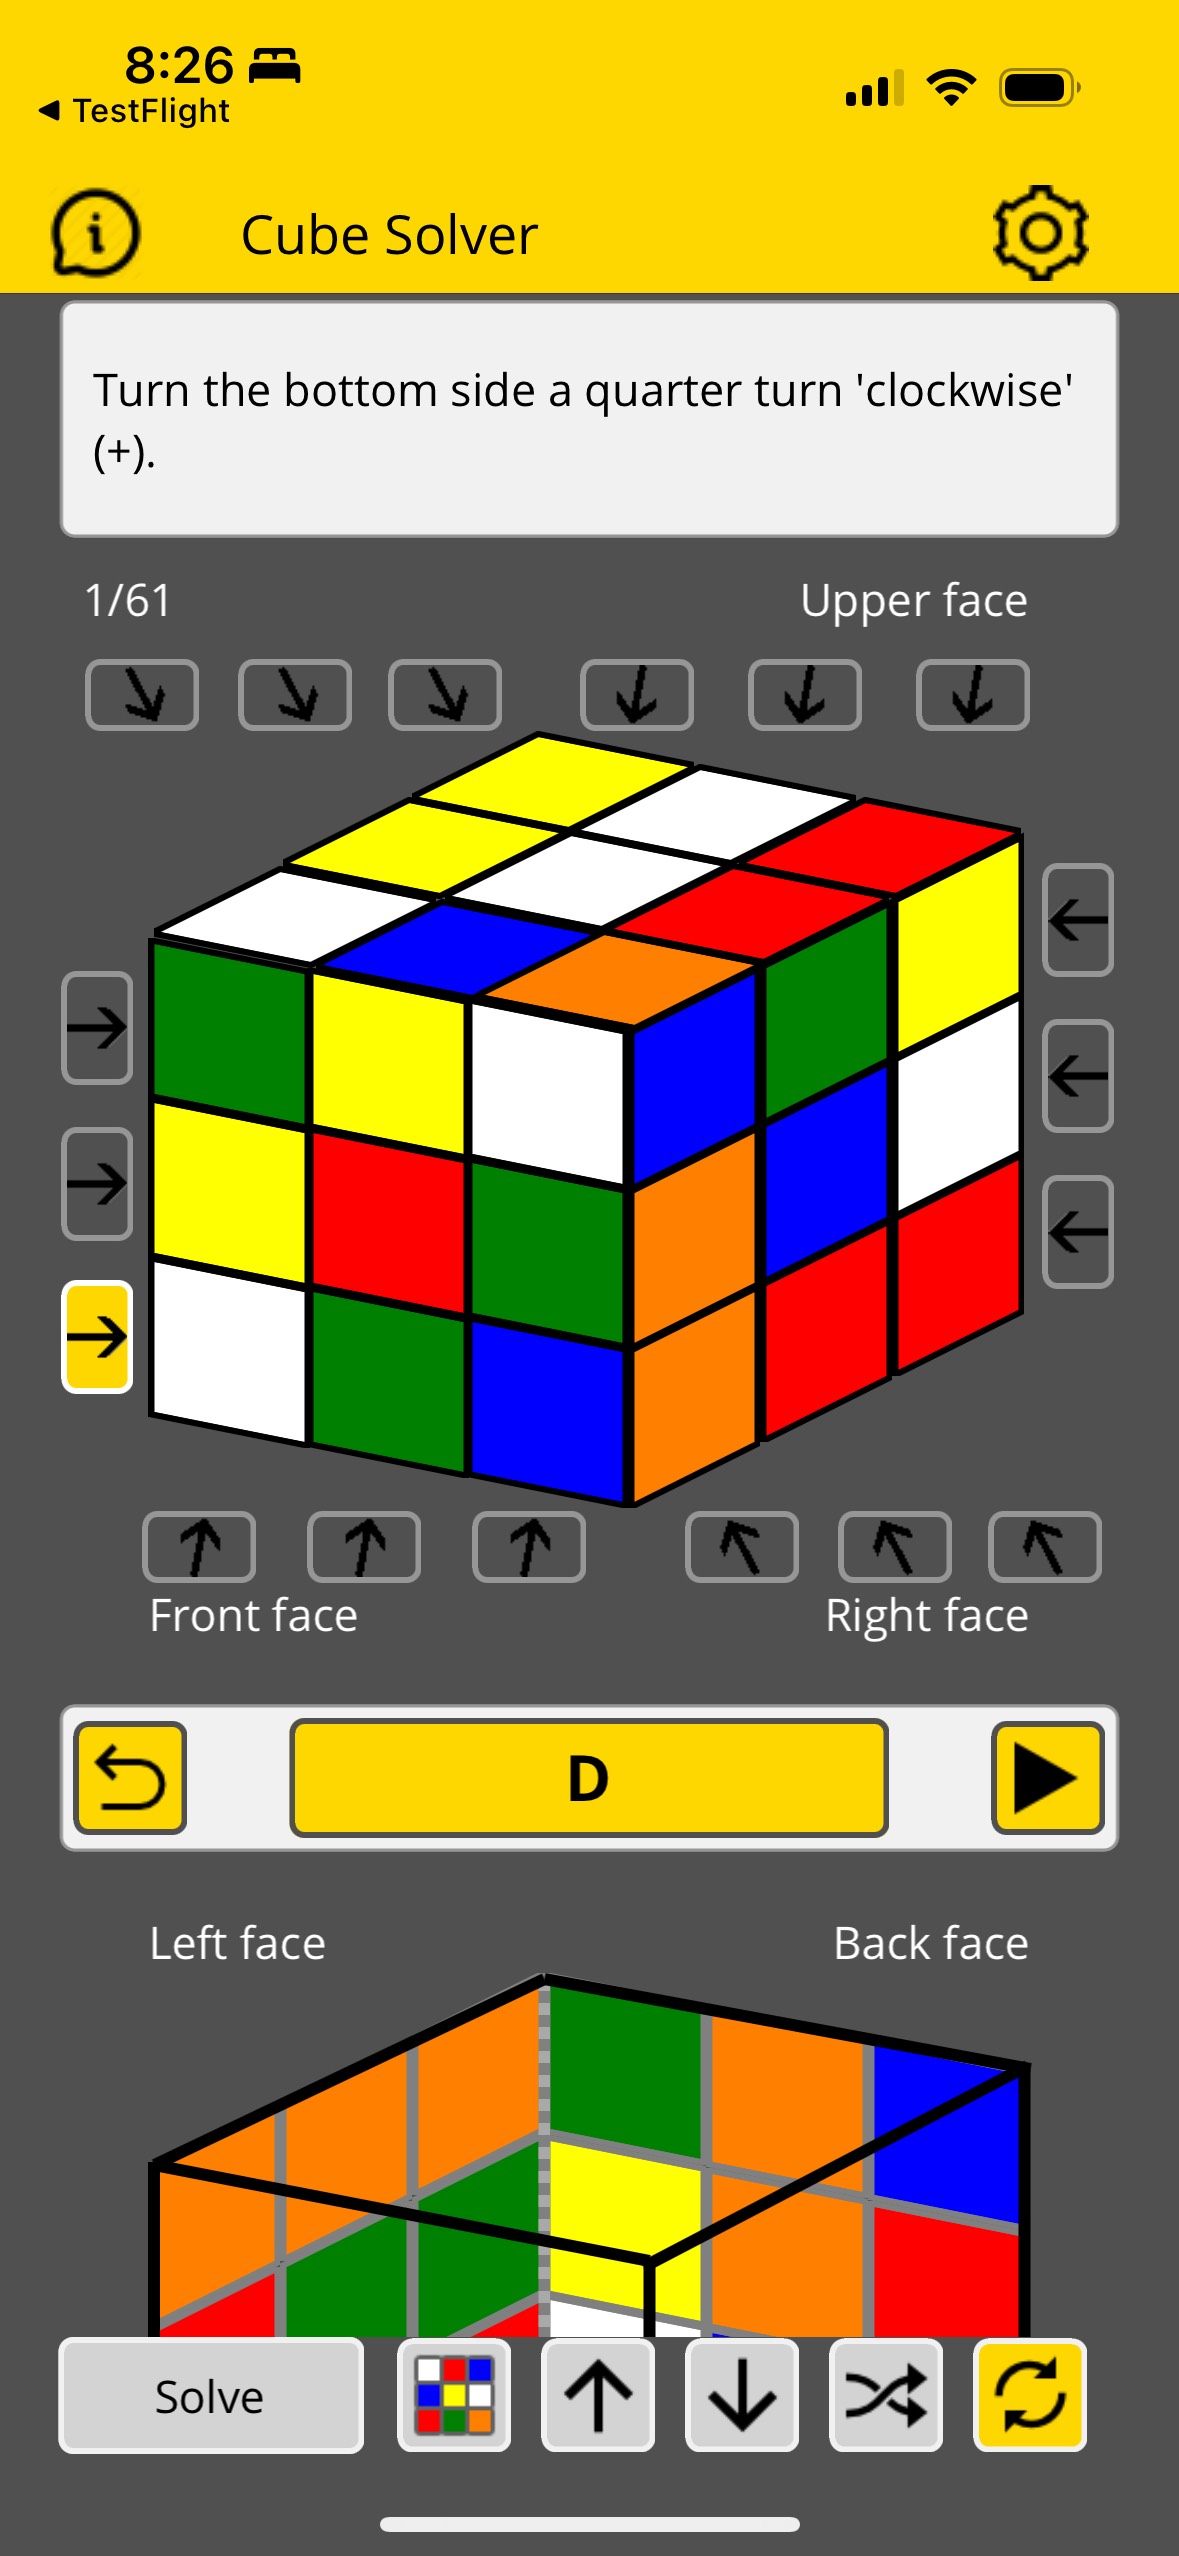 8:26
◀ TestFlight
Cube Solver
Turn the bottom side a quarter turn 'clockwise'
(+).
1/61
Upper face
Front face
Right face
D
Left face
Back face
Solve